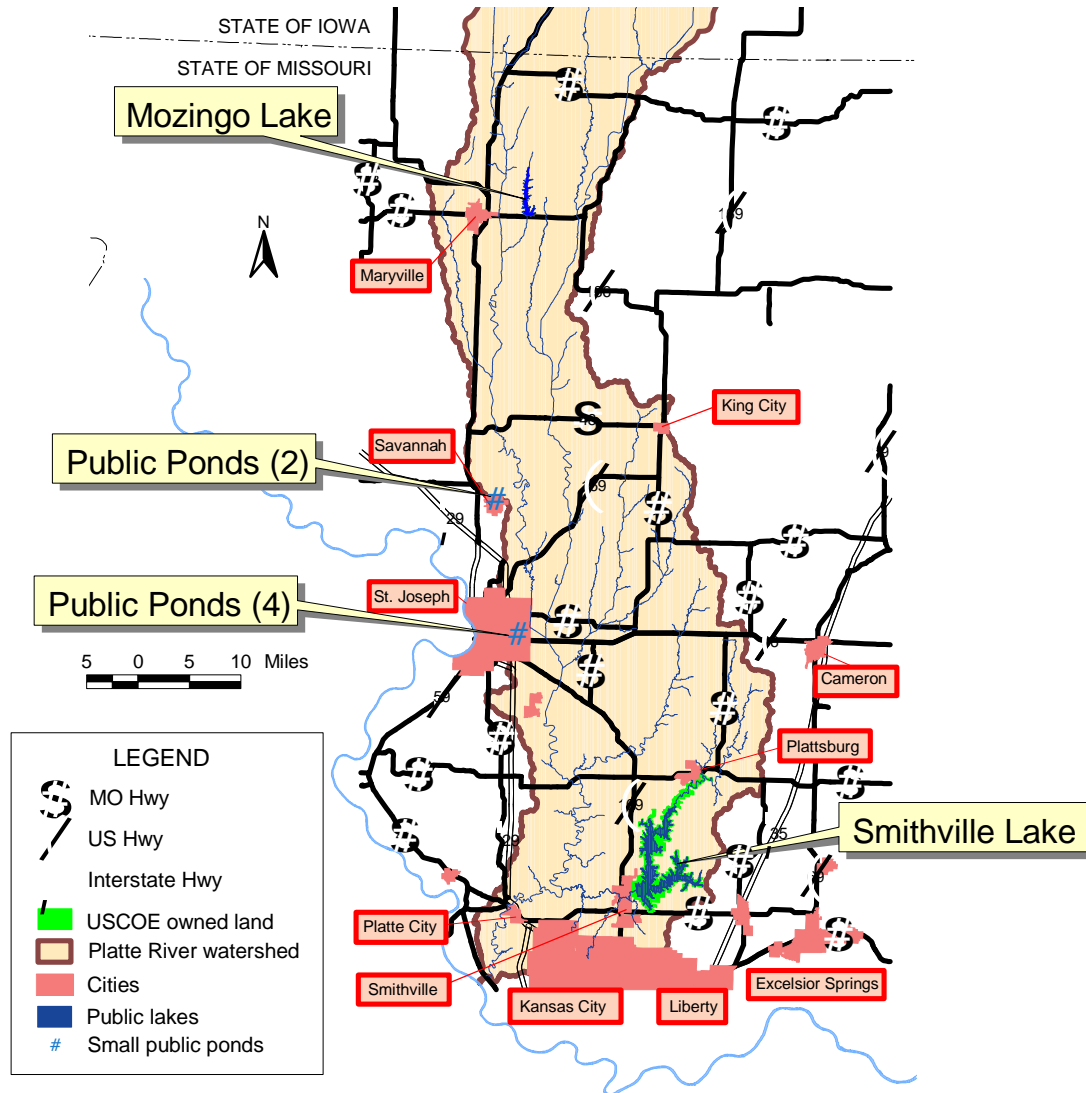 STATE OF IOWA
STATE OF MISSOURI
Mozingo Lake
N
Maryville
King City
Savannah
Public Ponds (2)
#
29
St. Joseph
Public Ponds (4)
#
5 0 5 10 Miles
59
Cameron
Plattsburg
LEGEND
MO Hwy
US Hwy
Interstate Hwy
USCOE owned land
Platte River watershed
Cities
Public lakes
# Small public ponds
35
29
Smithville Lake
Platte City
Smithville
Kansas City
Liberty
Excelsior Springs